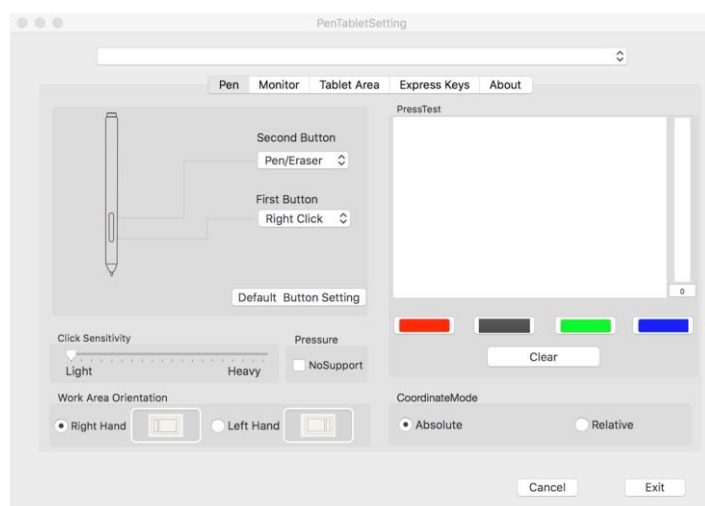 PenTabletSetting
Pen Monitor Tablet Area Express Keys About
Second Button
Pen/Eraser
First Button
Right Click
Default Button Setting
PressTest
0
Clear
Click Sensitivity
Light Heavy
Pressure
NoSupport
Work Area Orientation
Right Hand Left Hand
CoordinateMode
Absolute Relative
Cancel Exit